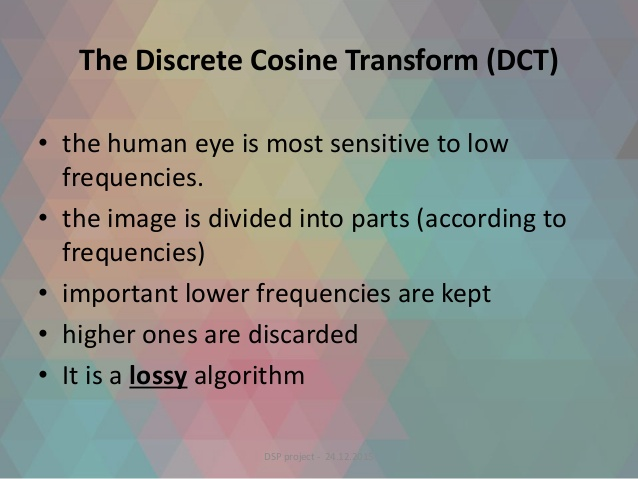 The Discrete Cosine Transform (DCT)
• the human eye is most sensitive to low
frequencies.
• the image is divided into parts (according to
frequencies)
• important lower frequencies are kept
• higher ones are discarded
• It is a lossy algorithm
DSP project -